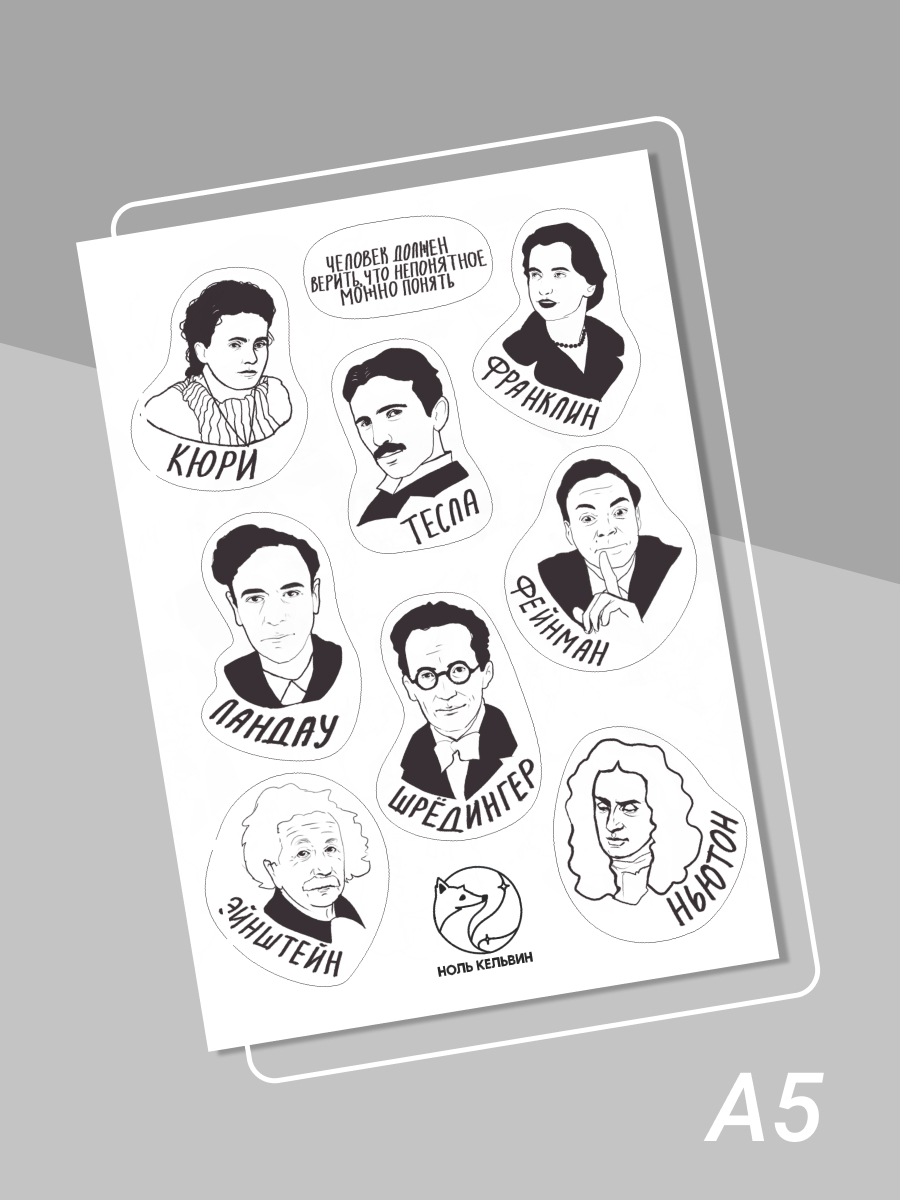 ЧЕЛОВЕК ДОЛЖЕН
ВЕРИТЬ, ЧТО НЕПОНЯТНОЕ
МОЖНО ПОНЯТЬ
КЮРИ
ТЕСЛА
ФРАНКЛИН
ЛАНДАУ
ШРЁДИНГЕР
ФЕЙНМАН
ЭЙНШТЕЙН
НОЛЬ КЕЛЬВИН
НЬЮТОН
A5